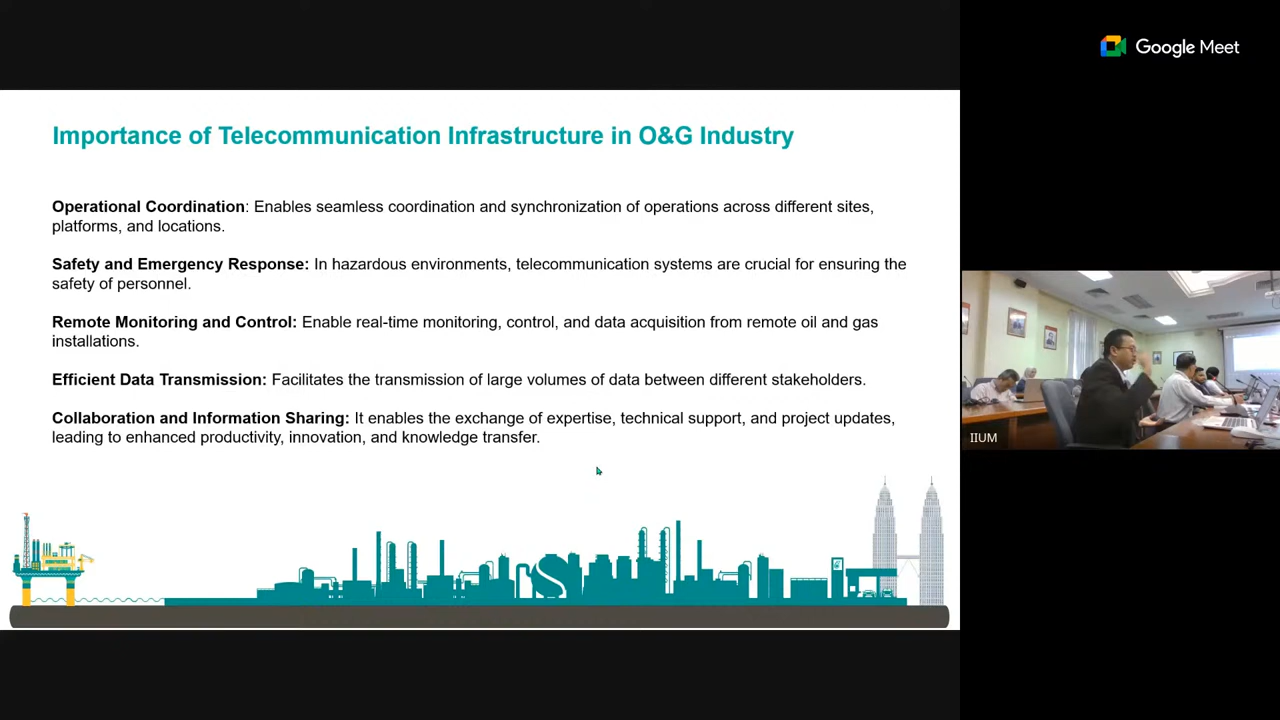 Google Meet
Importance of Telecommunication Infrastructure in O&G Industry
Operational Coordination: Enables seamless coordination and synchronization of operations across different sites,
platforms, and locations.
Safety and Emergency Response: In hazardous environments, telecommunication systems are crucial for ensuring the
safety of personnel.
Remote Monitoring and Control: Enable real-time monitoring, control, and data acquisition from remote oil and gas
installations.
Efficient Data Transmission: Facilitates the transmission of large volumes of data between different stakeholders.
Collaboration and Information Sharing: It enables the exchange of expertise, technical support, and project updates,
leading to enhanced productivity, innovation, and knowledge transfer.
IIUM